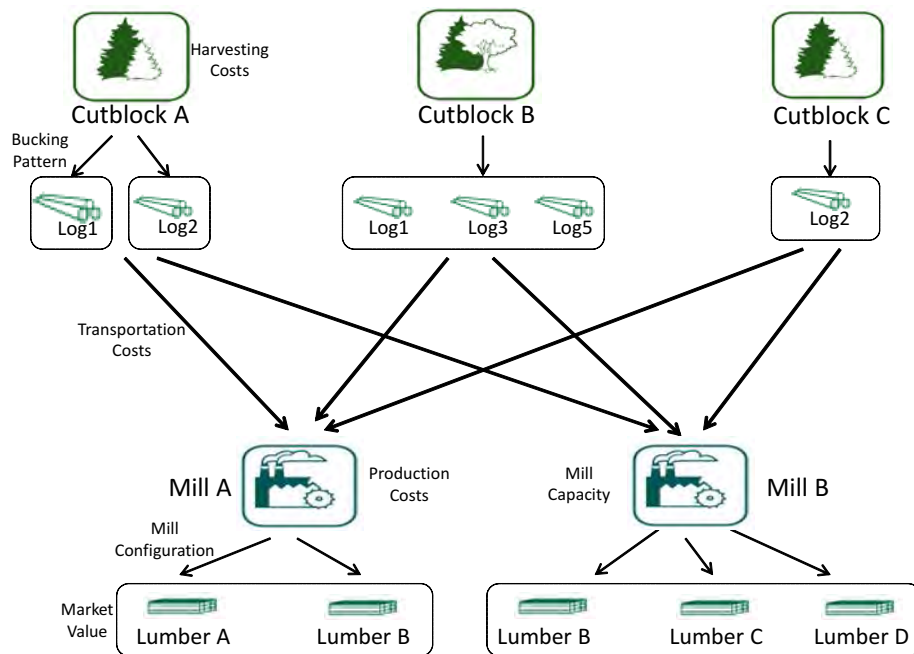 Harvesting
Costs
Cutblock A
Cutblock B
Cutblock C
Bucking
Pattern
Log1
Log2
Log1
Log3
Log5
Log2
Transportation
Costs
Mill A
Production
Costs
Mill
Capacity
Mill B
Mill
Configuration
Market
Value
Lumber A
Lumber B
Lumber B
Lumber C
Lumber D